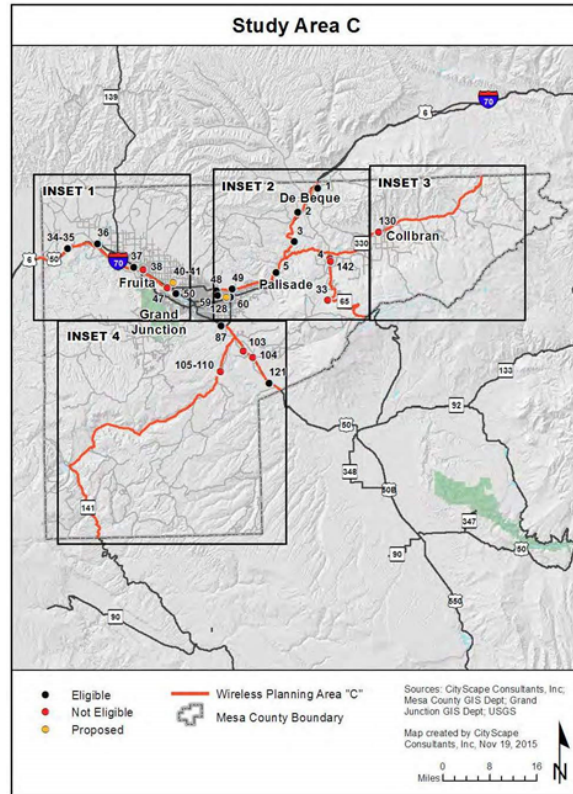 Study Area C
139
6
70
INSET 1
INSET 2
INSET 3
1
De Beque
2
3
130
Collbran
330
34-35
36
6
50
70
37
38
Fruita
40-41
47
50
48
49
59
128
60
Palisade
5
4
142
33
65
Grand
Junction
INSET 4
87
103
104
105-110
121
133
92
50
348
50B
347
90
50
141
90
550
Eligible
Not Eligible
Proposed
Wireless Planning Area "C"
Mesa County Boundary
Sources: CityScape Consultants, Inc;
Mesa County GIS Dept; Grand
Junction GIS Dept; USGS
Map created by CityScape
Consultants, Inc, Nov 19, 2015
0 8 16
Miles
N